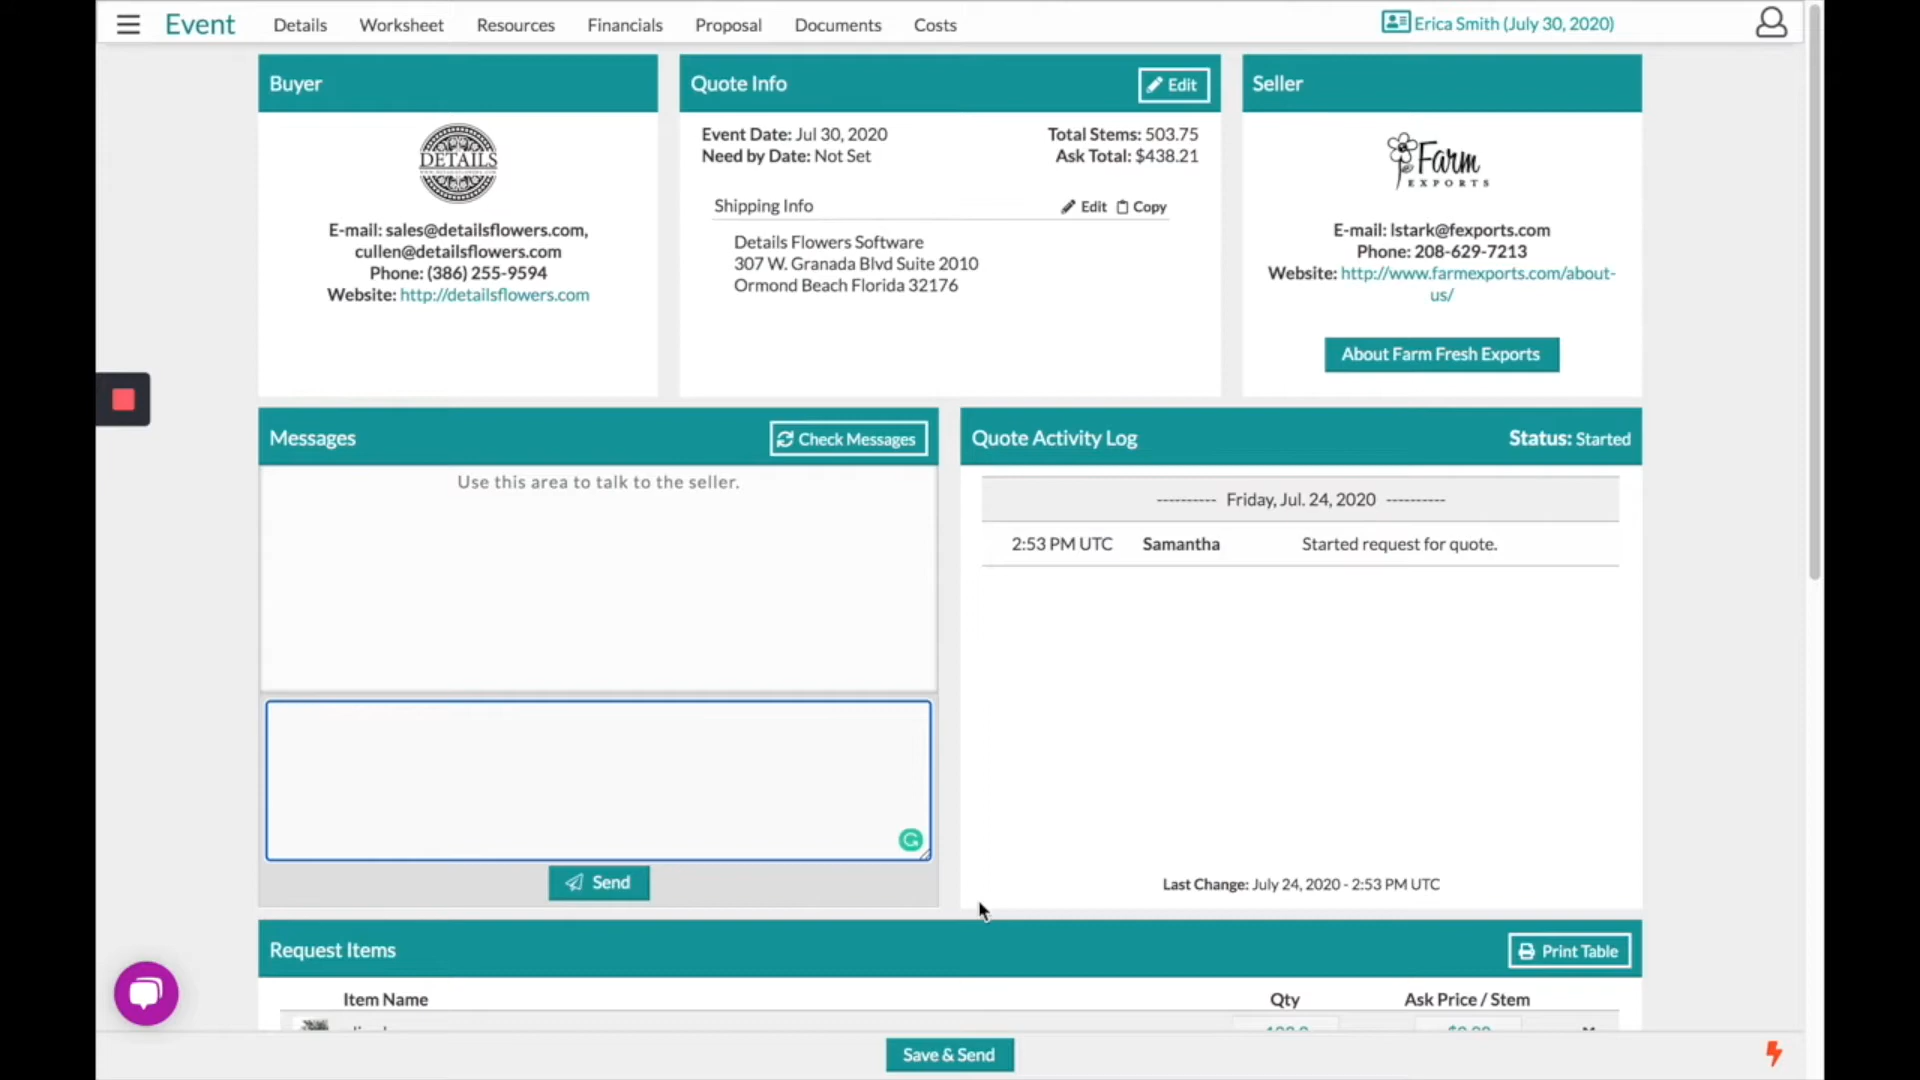 Event
Details
Worksheet
Resources
Financials
Proposal
Documents
Costs
Erica Smith (July 30, 2020)
Buyer
DETAILS
E-mail: sales@detailsflowers.com,
cullen@detailsflowers.com
Phone: (386) 255-9594
Website: http://detailsflowers.com
Quote Info
Edit
Event Date: Jul 30, 2020
Total Stems: 503.75
Need by Date: Not Set
Ask Total: $438.21
Shipping Info
Edit
Copy
Details Flowers Software
307 W. Granada Blvd Suite 2010
Ormond Beach Florida 32176
Seller
Farm
EXPORTS
E-mail: lstark@fexports.com
Phone: 208-629-7213
Website: http://www.farmexports.com/about-
us/
About Farm Fresh Exports
Messages
Check Messages
Use this area to talk to the seller.
Send
Quote Activity Log
Status: Started
---------- Friday, Jul. 24, 2020 ----------
2:53 PM UTC
Samantha
Started request for quote.
Last Change: July 24, 2020 - 2:53 PM UTC
Request Items
Print Table
Item Name
Qty
Ask Price / Stem
Save & Send